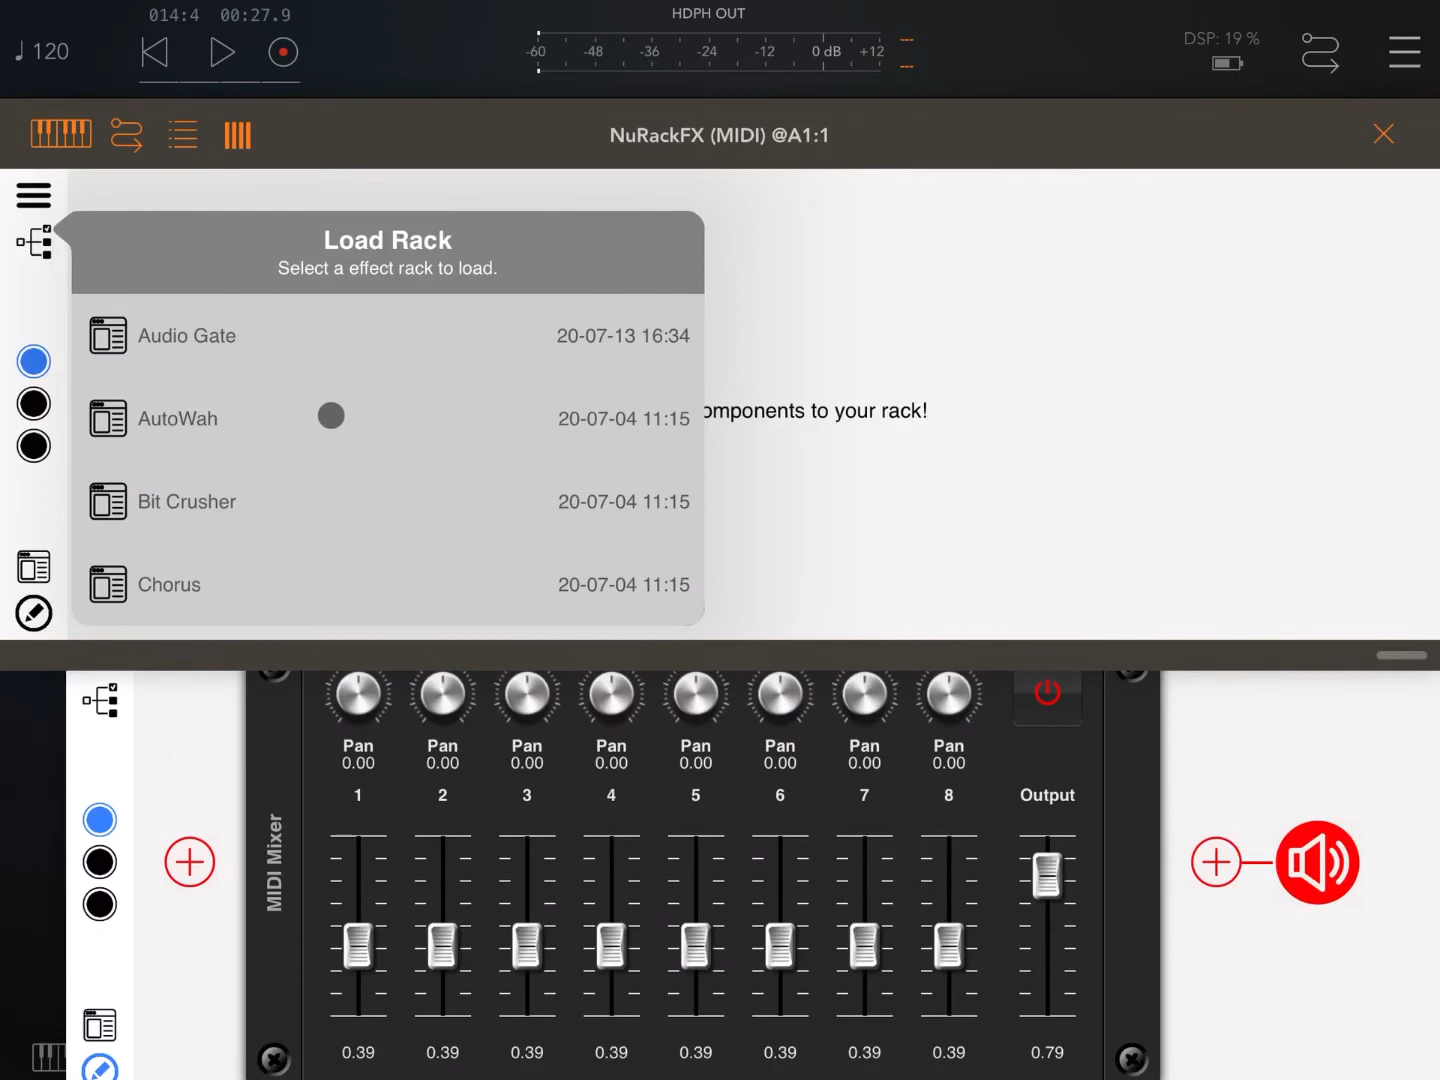 014:4 00:27.9
HDPH OUT
♩ 120
-60 -48 -36 -24 -12 0 dB +12
---
---
DSP: 19 %
NuRackFX (MIDI) @A1:1
Load Rack
Select a effect rack to load.
Audio Gate 20-07-13 16:34
AutoWah 20-07-04 11:15
omponents to your rack!
Bit Crusher 20-07-04 11:15
Chorus 20-07-04 11:15
Pan Pan Pan Pan Pan Pan Pan Pan
0.00 0.00 0.00 0.00 0.00 0.00 0.00 0.00
1 2 3 4 5 6 7 8 Output
MIDI Mixer
0.39 0.39 0.39 0.39 0.39 0.39 0.39 0.39 0.79